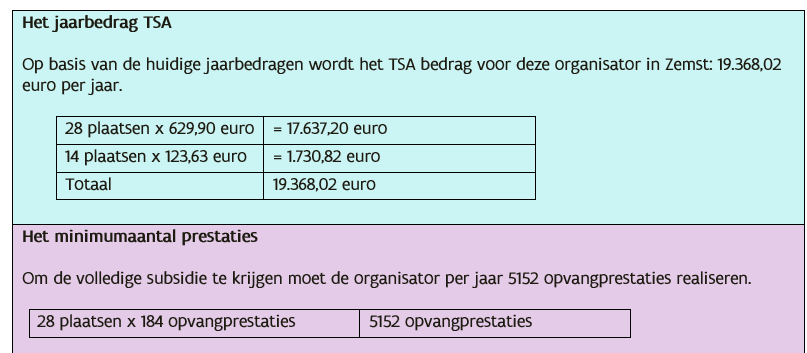 Het jaarbedrag TSA
Op basis van de huidige jaarbedragen wordt het TSA bedrag voor deze organisator in Zemst: 19.368,02
euro per jaar.
28 plaatsen x 629,90 euro = 17.637,20 euro
14 plaatsen x 123,63 euro = 1.730,82 euro
Totaal 19.368,02 euro
Het minimumaantal prestaties
Om de volledige subsidie te krijgen moet de organisator per jaar 5152 opvangprestaties realiseren.
28 plaatsen x 184 opvangprestaties 5152 opvangprestaties